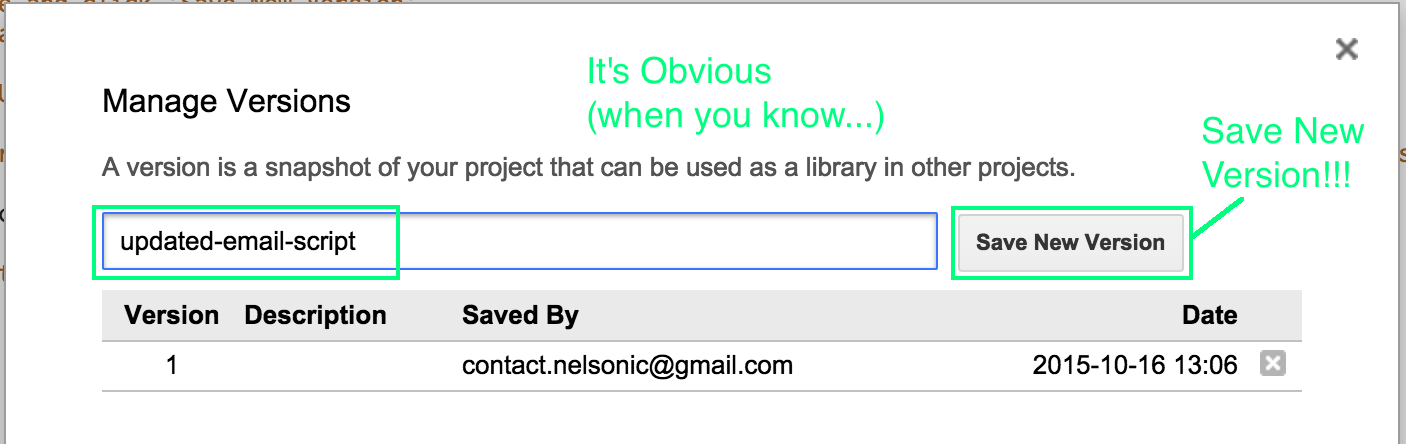 It's Obvious
(when you know...)
Manage Versions
Save New
Version!!!
A version is a snapshot of your project that can be used as a library in other projects.
updated-email-script
Save New Version
Version Description Saved By Date
1 contact.nelsonic@gmail.com 2015-10-16 13:06